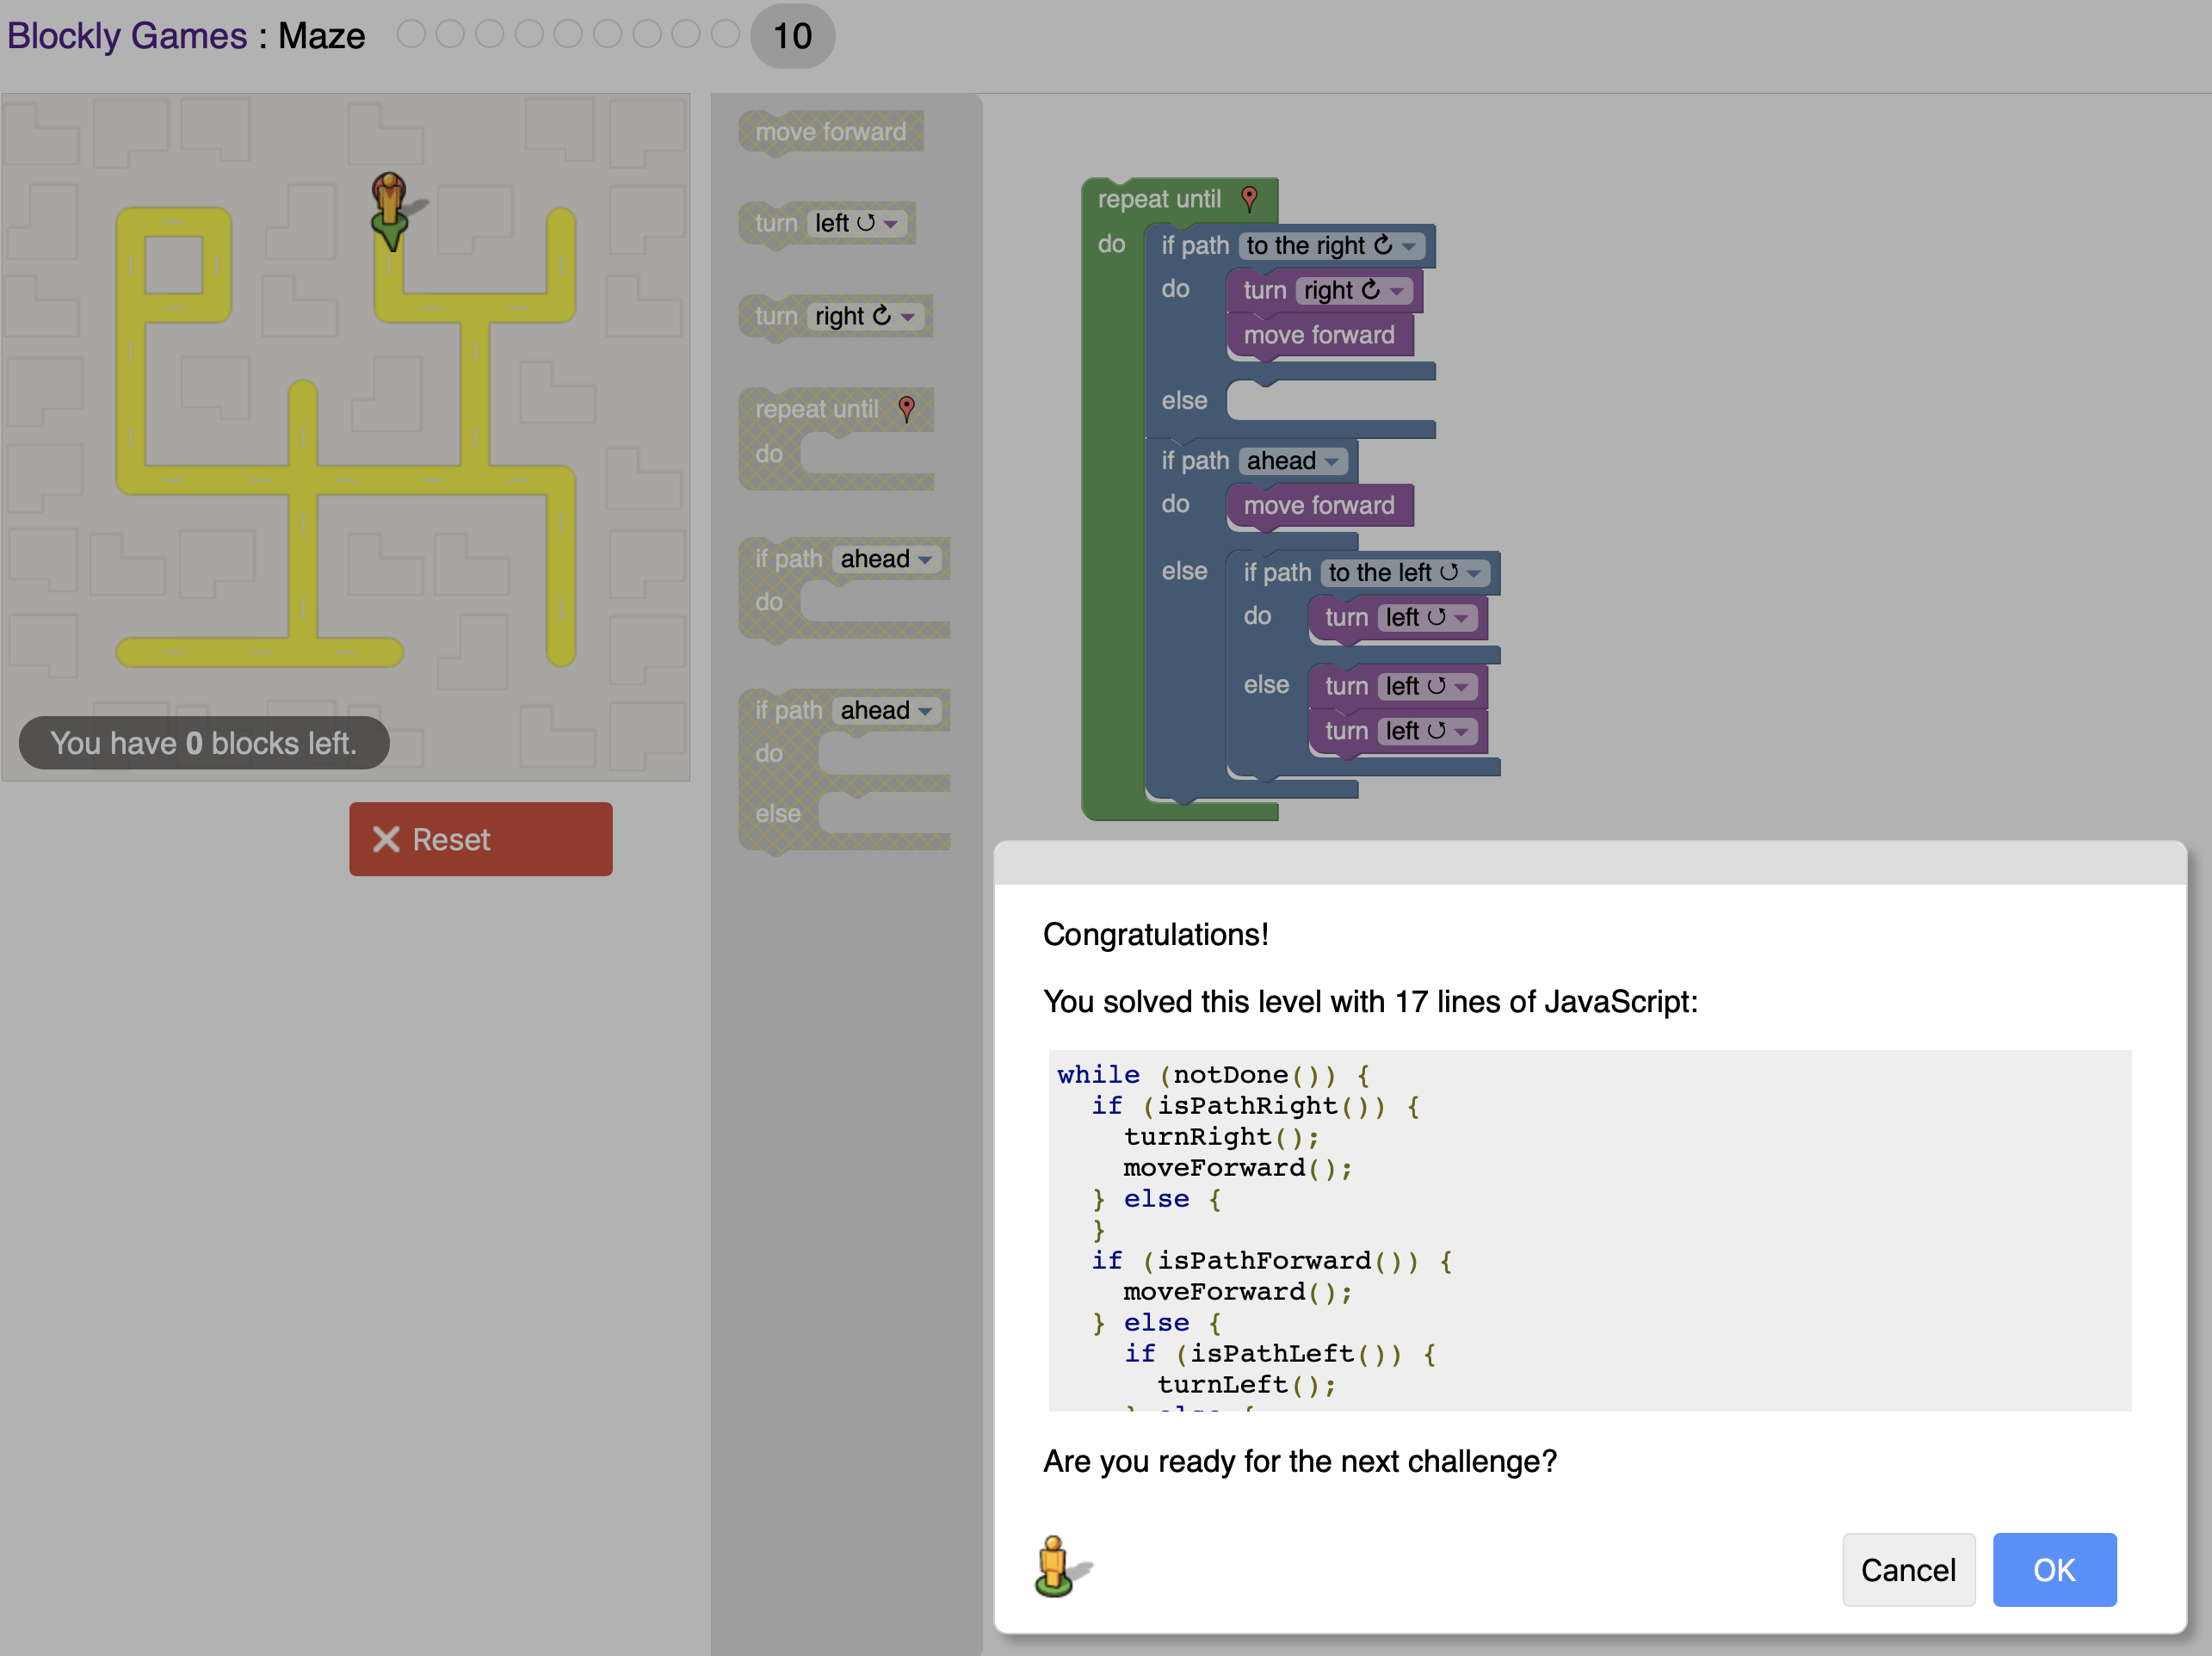 Blockly Games : Maze 10
move forward
turn left
turn right
repeat until
do
if path ahead
do
if path ahead
do
else
repeat until
do if path to the right
do turn right
move forward
else
if path ahead
do move forward
else if path to the left
do turn left
else turn left
turn left
You have 0 blocks left.
Reset
Congratulations!
You solved this level with 17 lines of JavaScript:
while (notDone()) {
if (isPathRight()) {
turnRight();
moveForward();
} else {
}
if (isPathForward()) {
moveForward();
} else {
if (isPathLeft()) {
turnLeft();
} else {
Are you ready for the next challenge?
Cancel OK